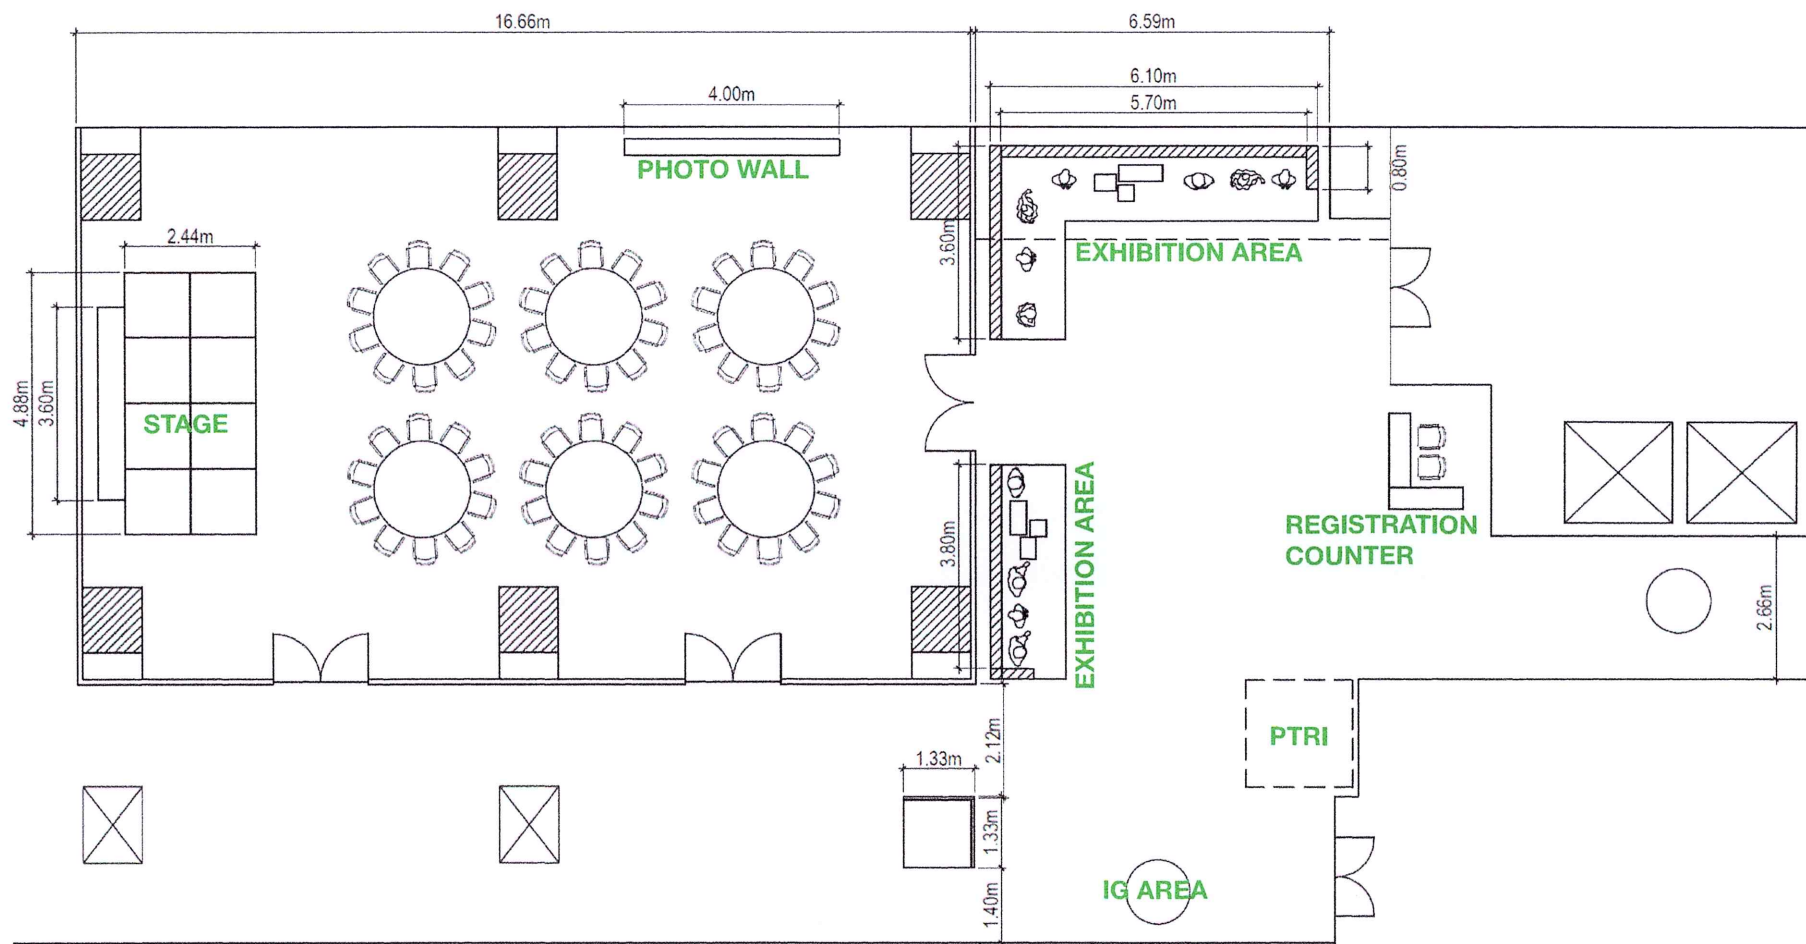 16.66m
6.59m
6.10m
4.00m
5.70m
PHOTO WALL
0.80m
2.44m
3.60m
EXHIBITION AREA
4.88m
3.60m
STAGE
EXHIBITION AREA
3.80m
REGISTRATION
COUNTER
2.66m
PTRI
2.12m
1.33m
1.33m
IG AREA
1.40m